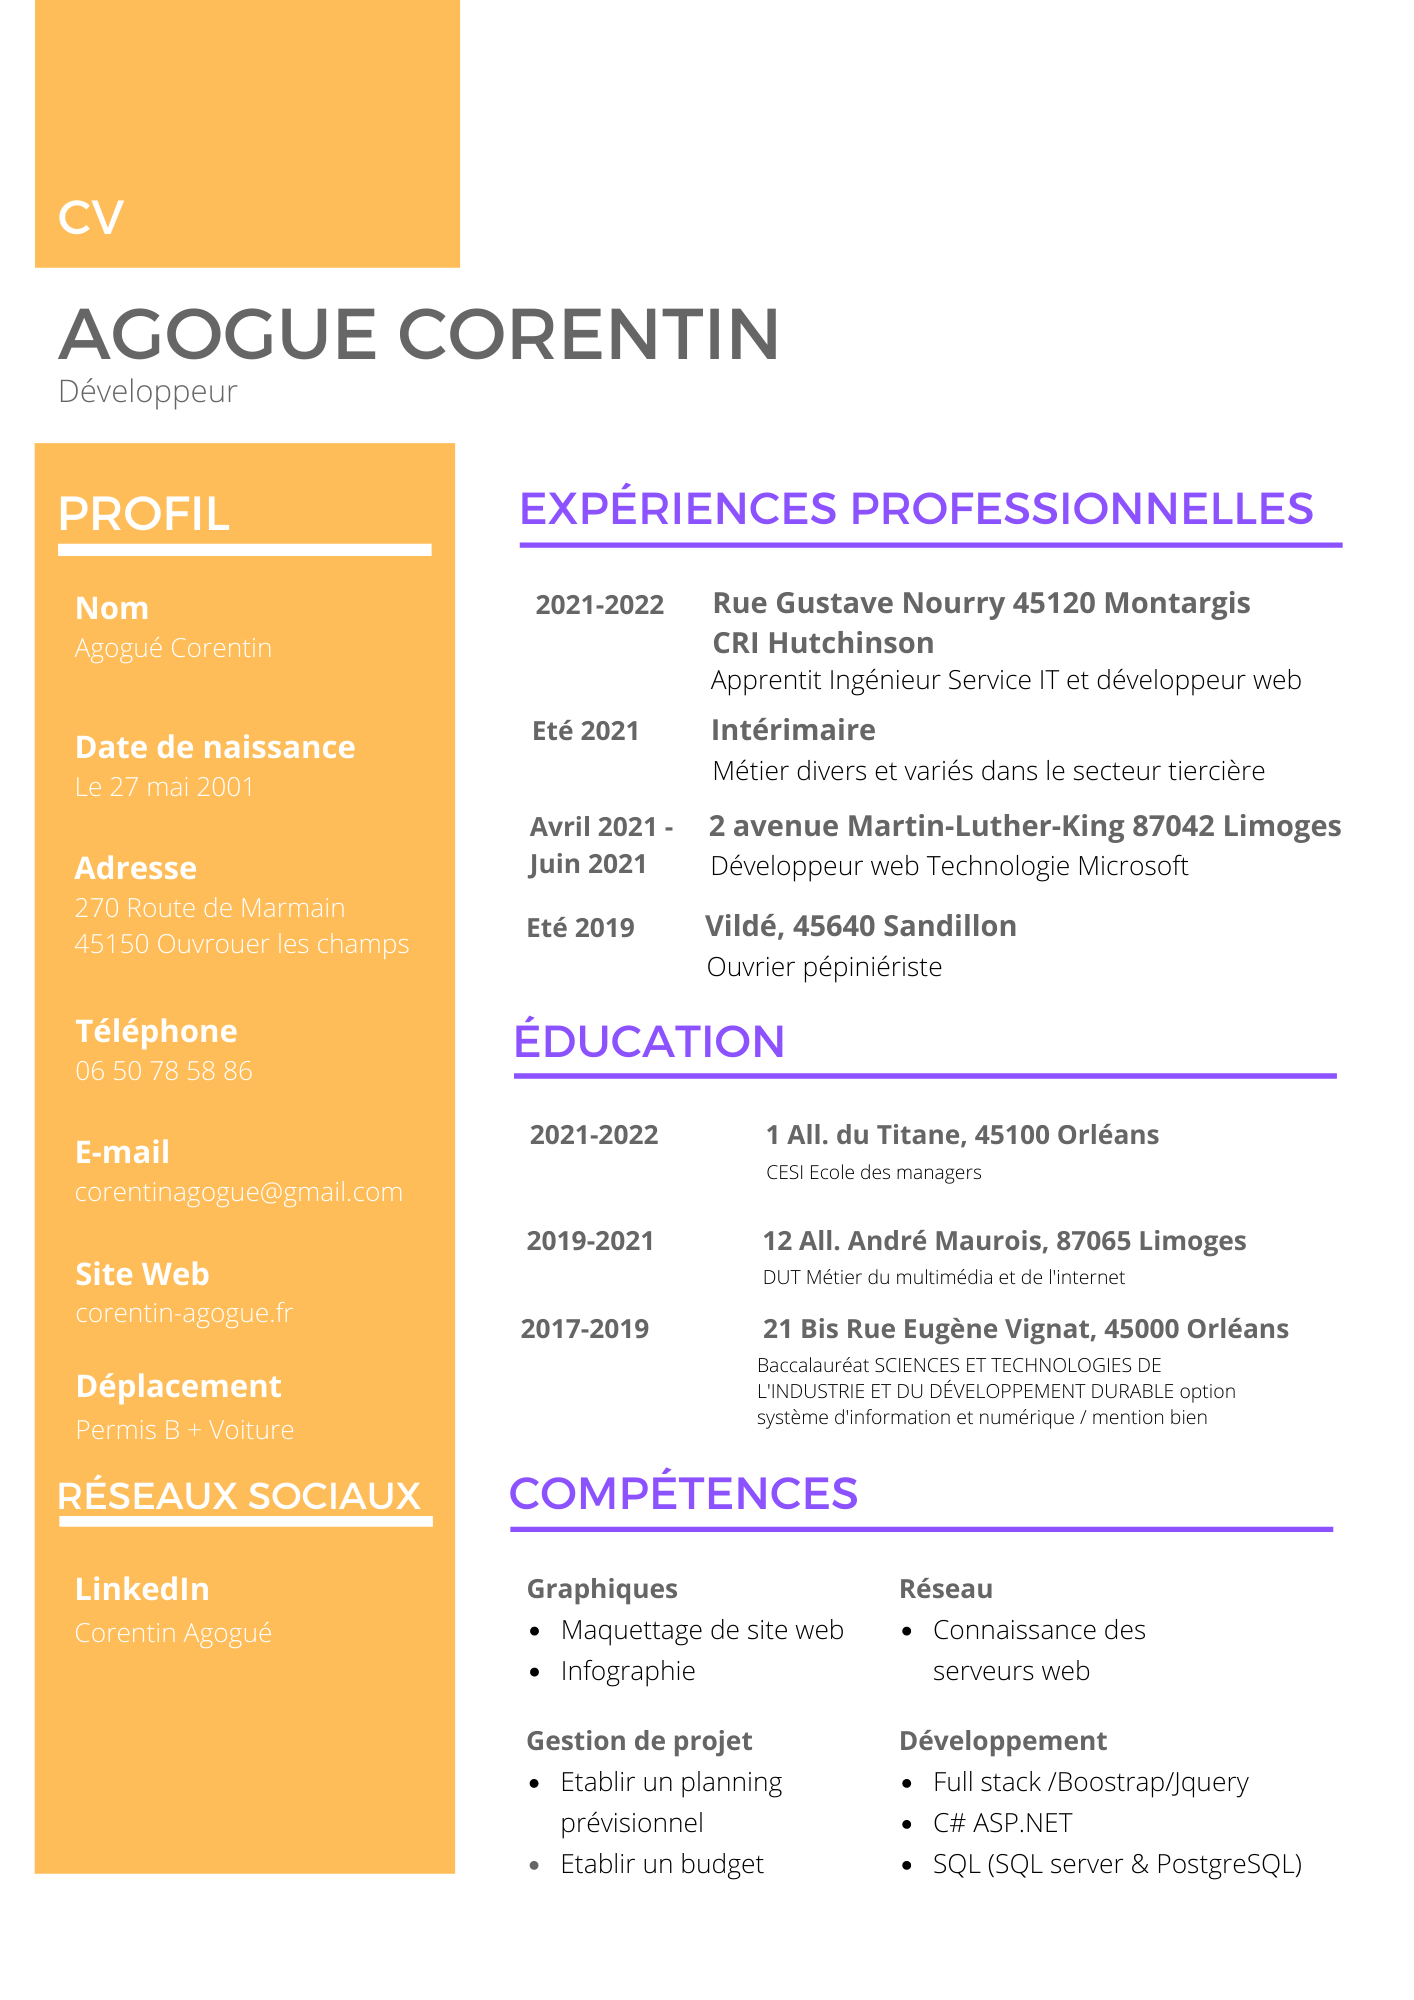 CV
AGOGUE CORENTIN
Développeur
PROFIL
Nom
Agogué Corentin
Date de naissance
Le 27 mai 2001
Adresse
270 Route de Marmain
45150 Ouvrouer les champs
Téléphone
06 50 78 58 86
E-mail
corentinagogue@gmail.com
Site Web
corentin-agogue.fr
Déplacement
Permis B + Voiture
RÉSEAUX SOCIAUX
LinkedIn
Corentin Agogué
EXPÉRIENCES PROFESSIONNELLES
2021-2022
Rue Gustave Nourry 45120 Montargis
CRI Hutchinson
Apprentit Ingénieur Service IT et développeur web
Eté 2021
Intérimaire
Métier divers et variés dans le secteur tiercière
Avril 2021 -
Juin 2021
2 avenue Martin-Luther-King 87042 Limoges
Développeur web Technologie Microsoft
Eté 2019
Vildé, 45640 Sandillon
Ouvrier pépiniériste
ÉDUCATION
2021-2022
1 All. du Titane, 45100 Orléans
CESI Ecole des managers
2019-2021
12 All. André Maurois, 87065 Limoges
DUT Métier du multimédia et de l'internet
2017-2019
21 Bis Rue Eugène Vignat, 45000 Orléans
Baccalauréat SCIENCES ET TECHNOLOGIES DE
L'INDUSTRIE ET DU DÉVELOPPEMENT DURABLE option
système d'information et numérique / mention bien
COMPÉTENCES
Graphiques
• Maquettage de site web
• Infographie
Réseau
• Connaissance des
serveurs web
Gestion de projet
• Etablir un planning
prévisionnel
• Etablir un budget
Développement
• Full stack /Boostrap/Jquery
• C# ASP.NET
• SQL (SQL server & PostgreSQL)